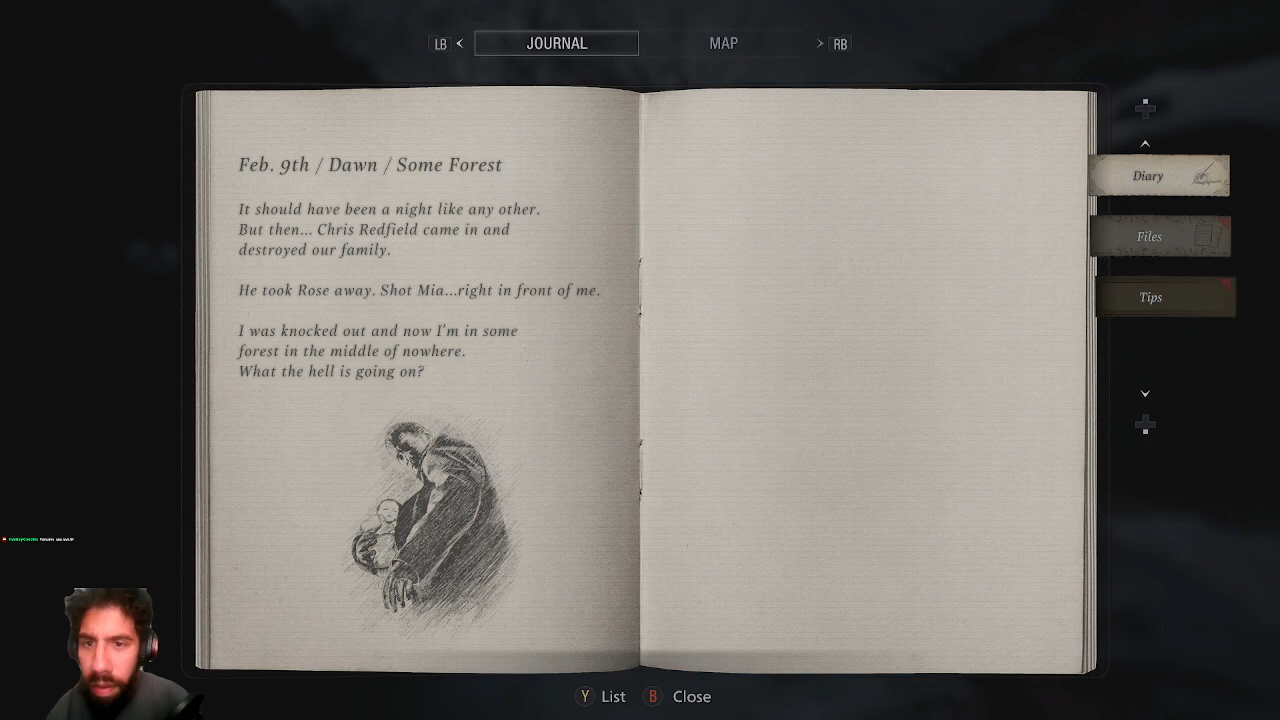 LB JOURNAL MAP RB
Feb. 9th / Dawn / Some Forest
It should have been a night like any other.
But then... Chris Redfield came in and
destroyed our family.
He took Rose away. Shot Mia...right in front of me.
I was knocked out and now I'm in some
forest in the middle of nowhere.
What the hell is going on?
Diary
Files
Tips
Y List B Close